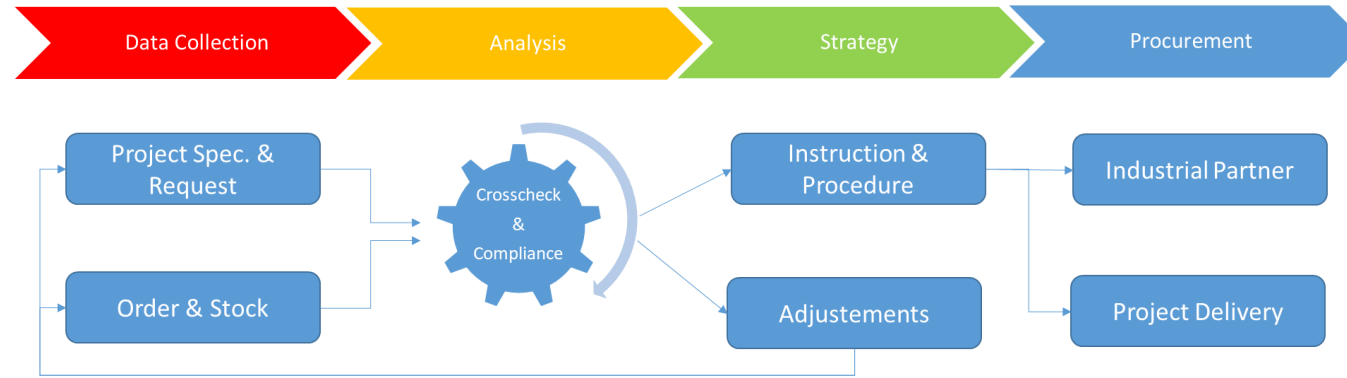 Data Collection
Analysis
Strategy
Procurement
Project Spec. &
Request
Order & Stock
Crosscheck
&
Compliance
Instruction &
Procedure
Adjustements
Industrial Partner
Project Delivery